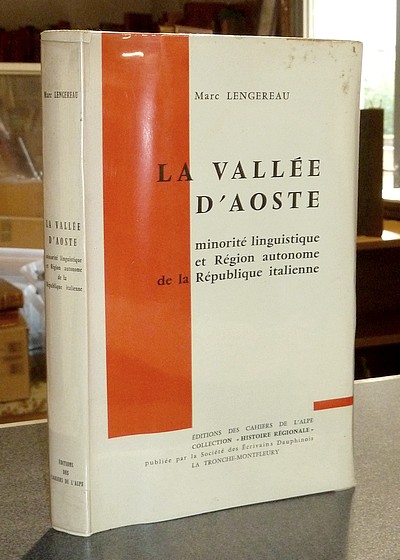 Marc LENGEREAU
LA VALLÉE
D'AOSTE
minorité linguistique
et Région autonome
de la République italienne
ÉDITIONS DES CAHIERS DE L'ALPE
COLLECTION « HISTOIRE RÉGIONALE »
publiée par la Société des Écrivains Dauphinois
LA TRONCHE-MONTFLEURY
Marc LENGEREAU
LA VALLÉE
D'AOSTE
minorité linguistique
et Région autonome
de la
République italienne
ÉDITIONS
DES
CAHIERS DE L'ALPE